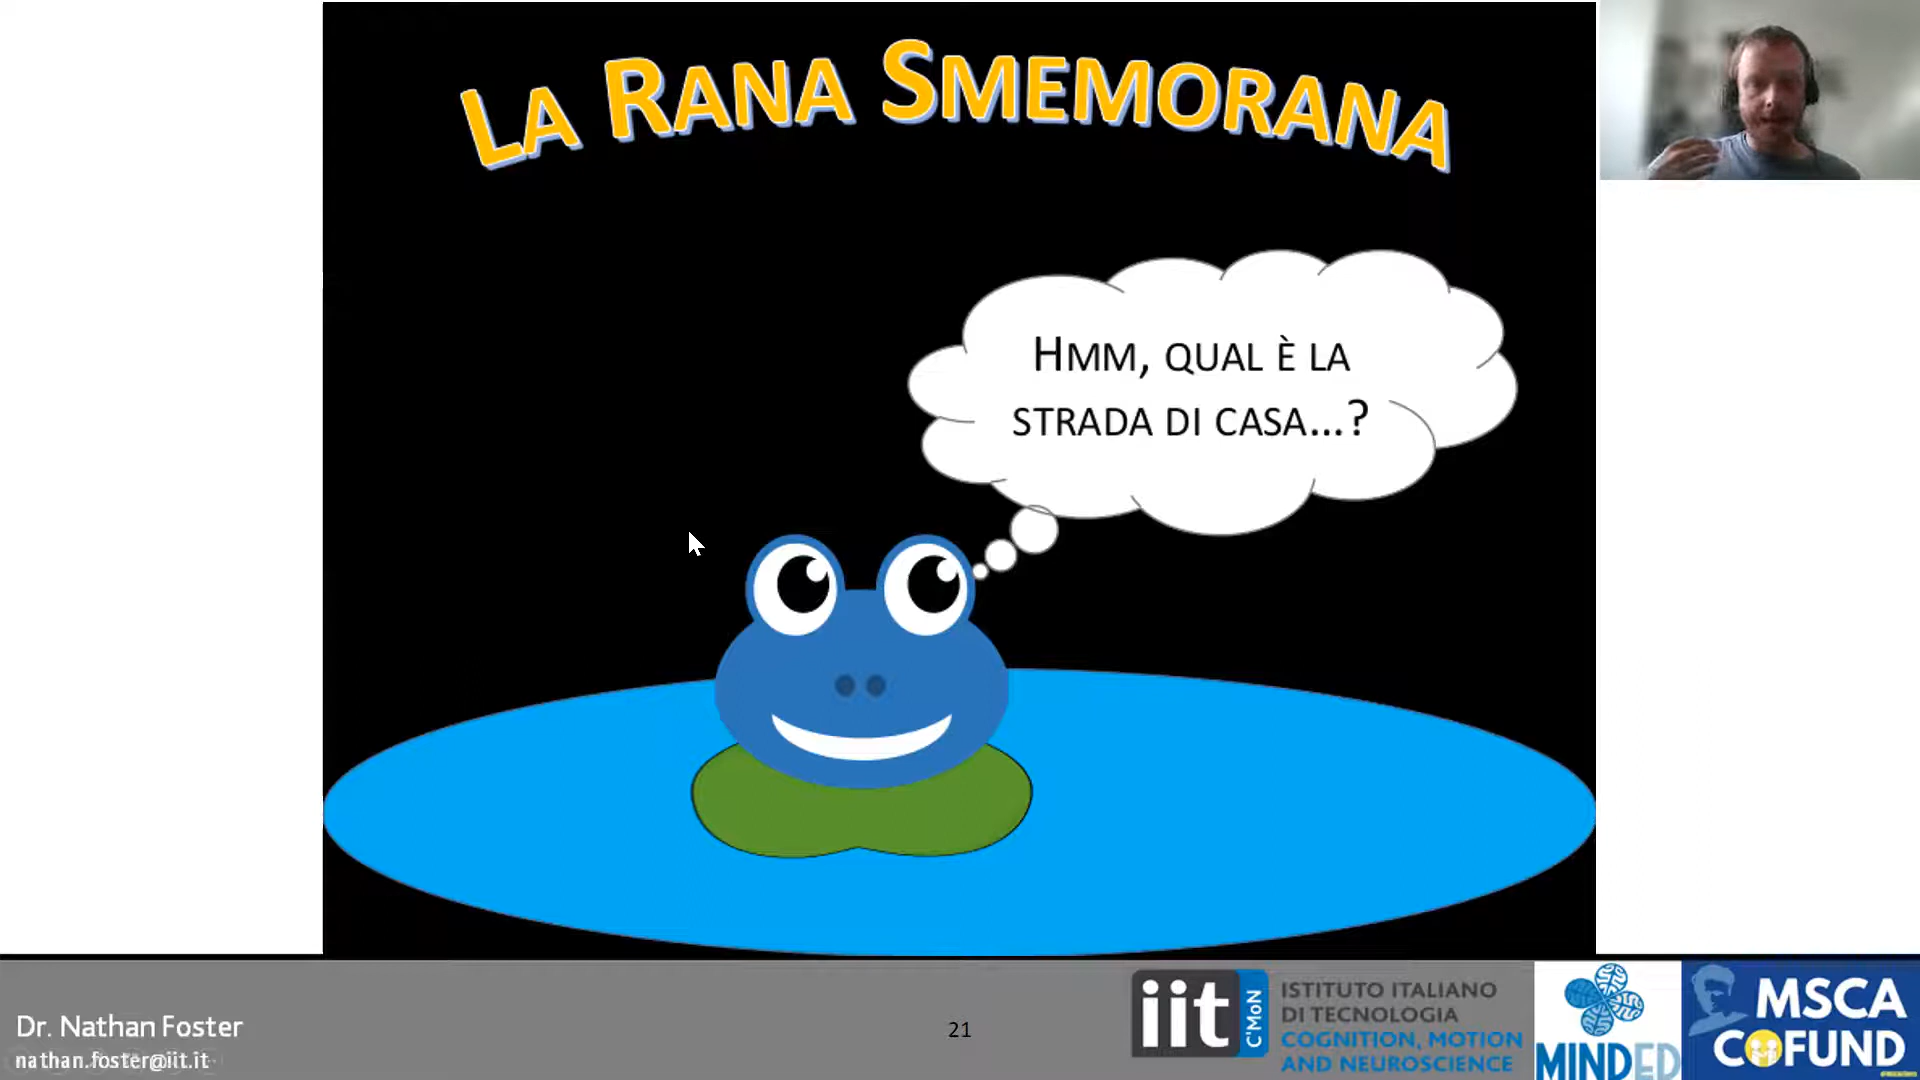 LA RANA SMEMORANA
HMM, QUAL È LA
STRADA DI CASA...?
Dr. Nathan Foster
nathan.foster@iit.it
21
iit
C'MoN
ISTITUTO ITALIANO
DI TECNOLOGIA
COGNITION, MOTION
AND NEUROSCIENCE
MINDED
MSCA
COFUND